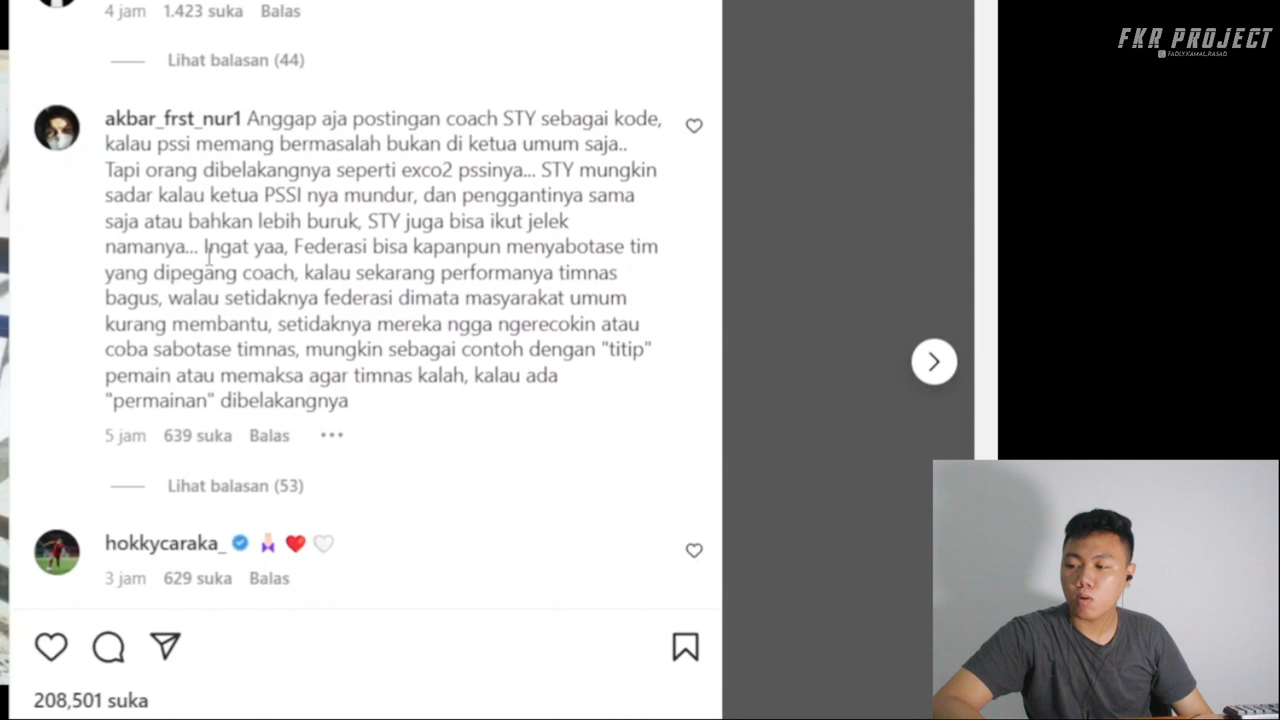 FKR PROJECT
FADLYKAMAL_RASAD
4 jam 1.423 suka Balas
Lihat balasan (44)
akbar_frst_nur1 Anggap aja postingan coach STY sebagai kode,
kalau pssi memang bermasalah bukan di ketua umum saja..
Tapi orang dibelakangnya seperti exco2 pssinya... STY mungkin
sadar kalau ketua PSSI nya mundur, dan penggantinya sama
saja atau bahkan lebih buruk, STY juga bisa ikut jelek
namanya... Ingat yaa, Federasi bisa kapanpun menyabotase tim
yang dipegang coach, kalau sekarang performanya timnas
bagus, walau setidaknya federasi dimata masyarakat umum
kurang membantu, setidaknya mereka ngga ngerecokin atau
coba sabotase timnas, mungkin sebagai contoh dengan "titip"
pemain atau memaksa agar timnas kalah, kalau ada
"permainan" dibelakangnya
5 jam 639 suka Balas ...
Lihat balasan (53)
hokkycaraka_
3 jam 629 suka Balas
208,501 suka